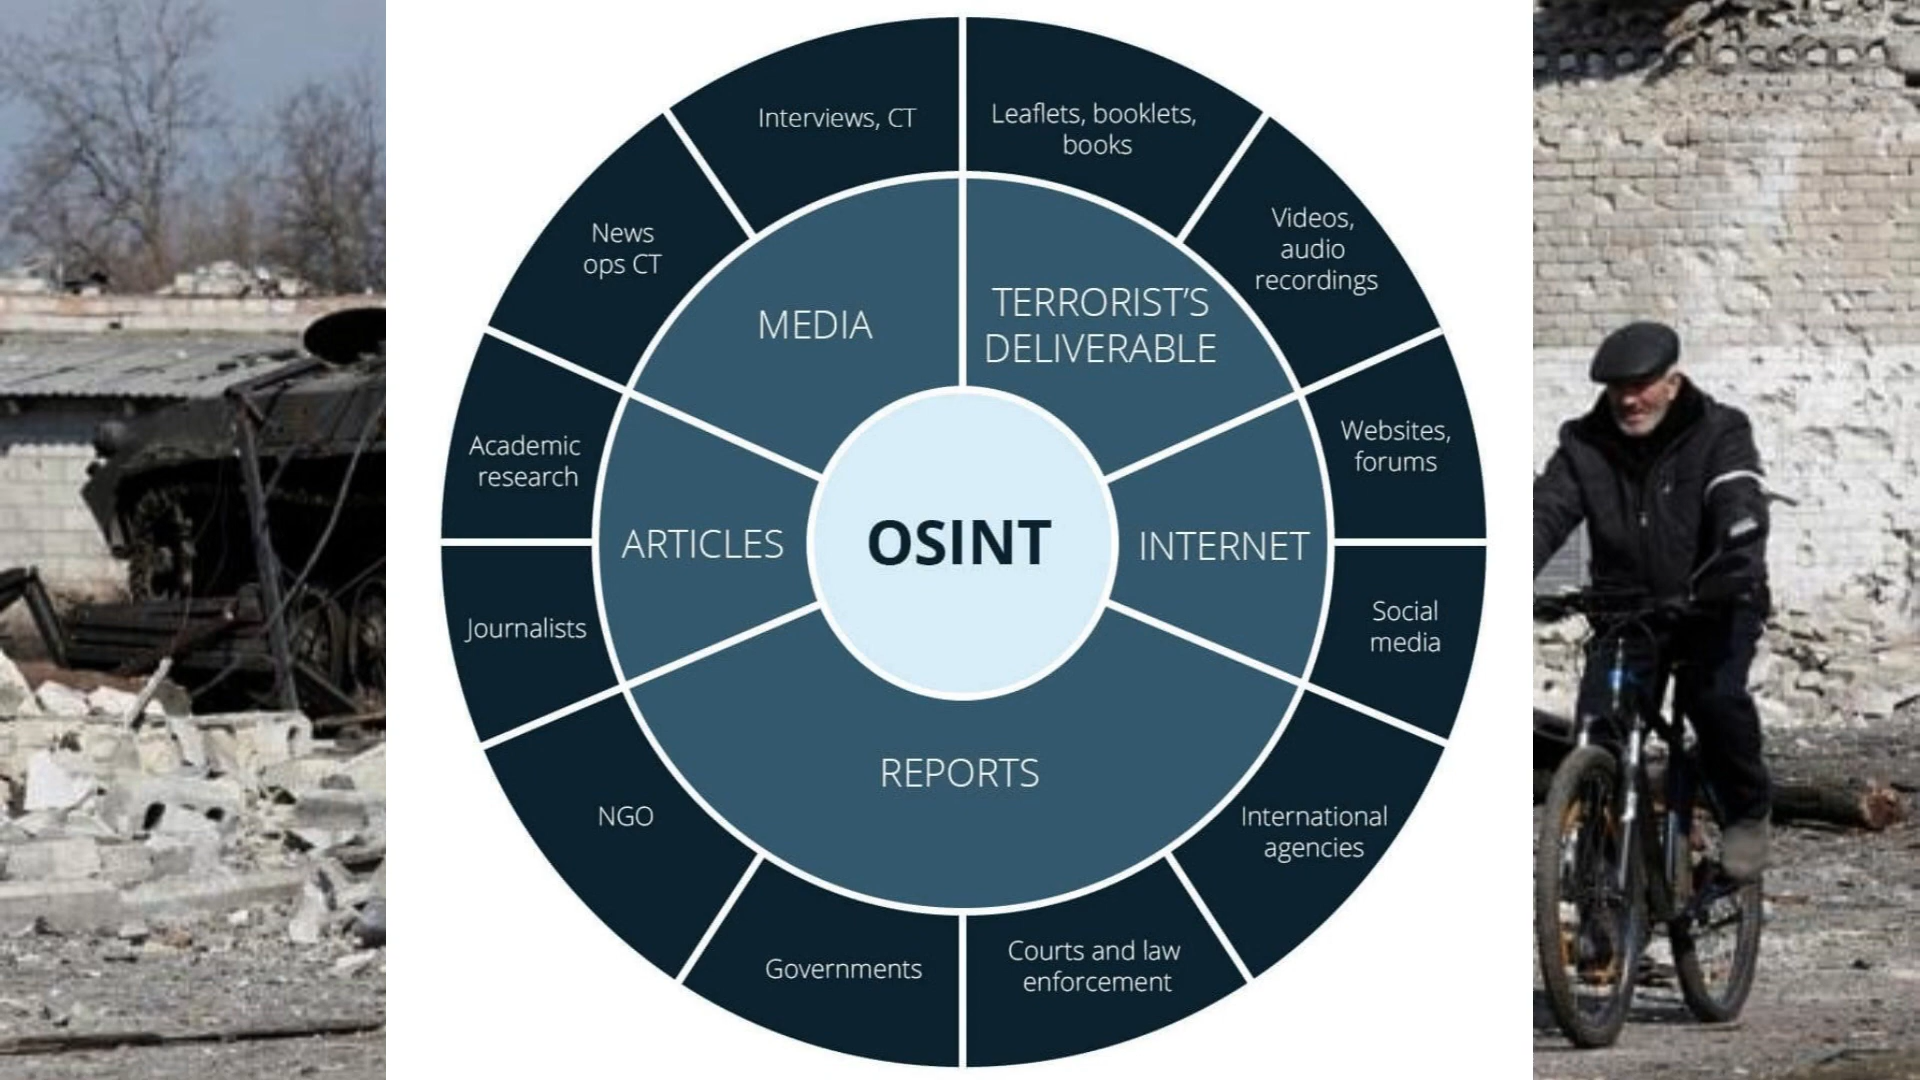 Interviews, CT
Leaflets, booklets,
books
News
ops CT
Videos,
audio
recordings
MEDIA
TERRORIST'S
DELIVERABLE
Academic
research
Websites,
forums
ARTICLES
OSINT
INTERNET
Journalists
Social
media
REPORTS
NGO
International
agencies
Governments
Courts and law
enforcement